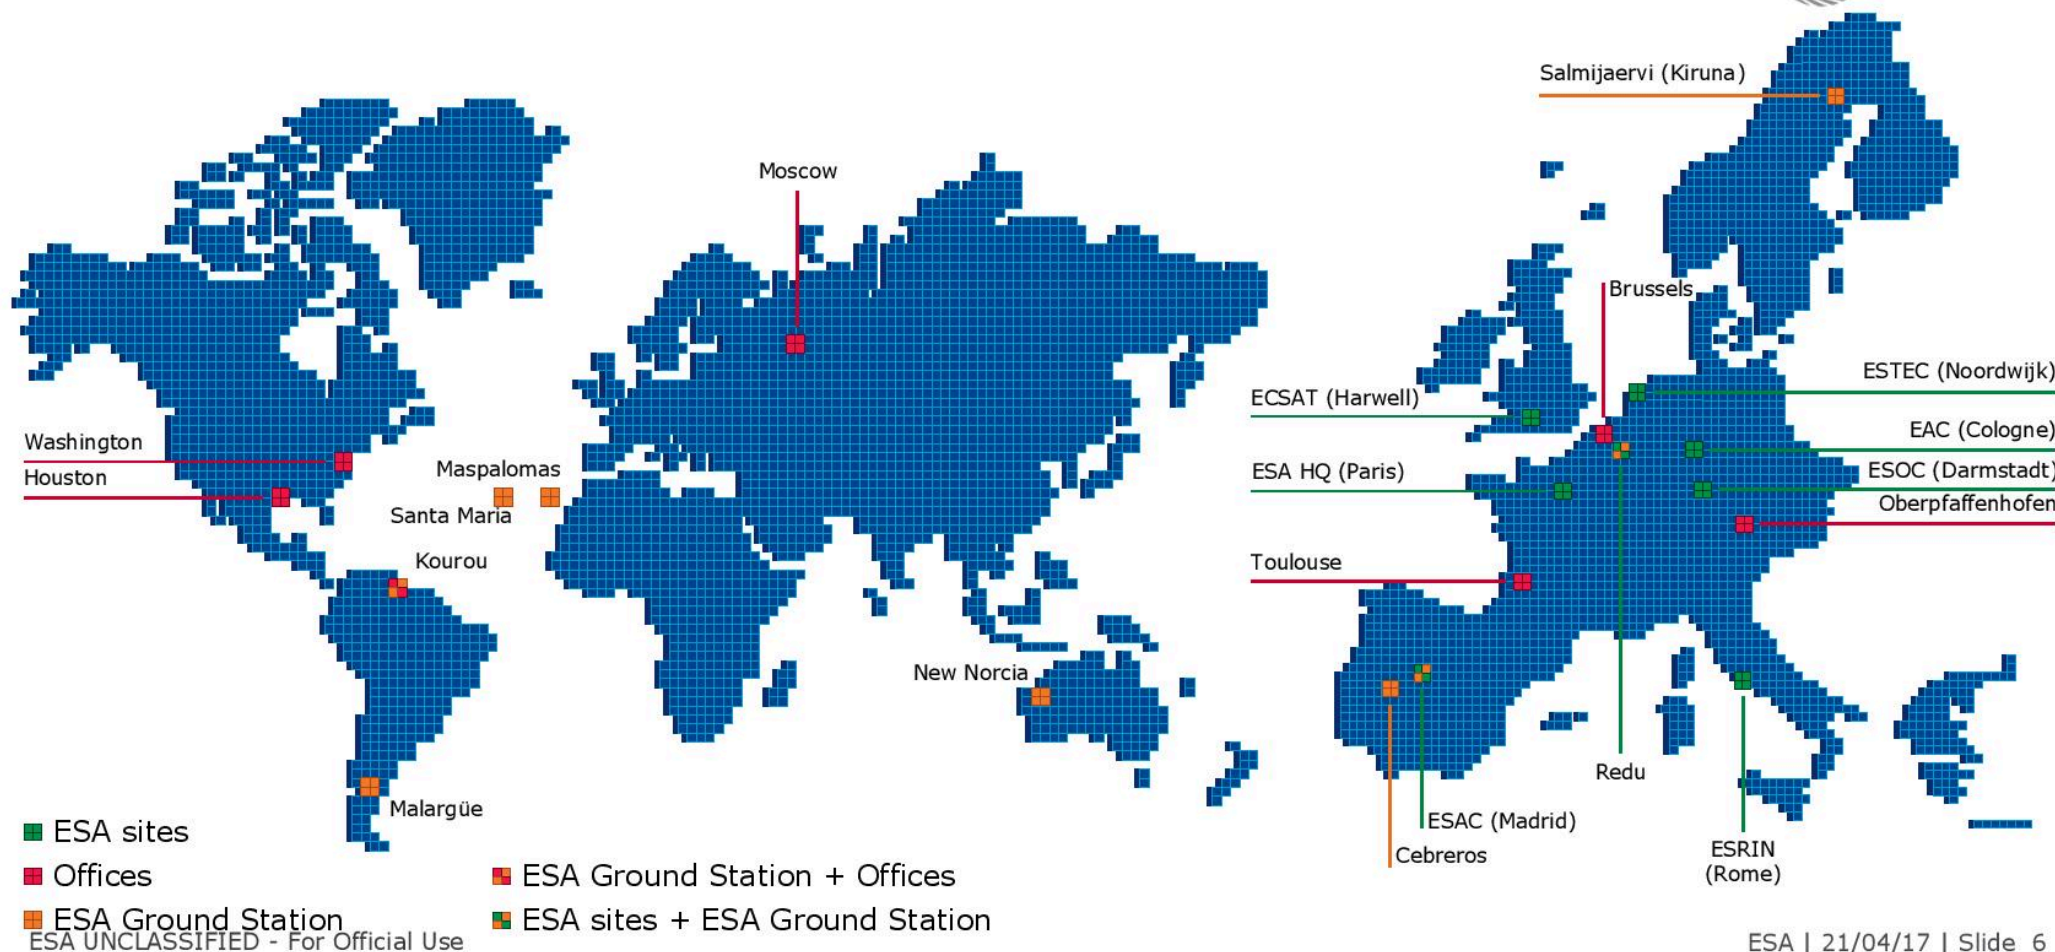 Salmijaervi (Kiruna)
Moscow
Brussels
ESTEC (Noordwijk)
ECSAT (Harwell)
EAC (Cologne)
Washington
Maspalomas
ESA HQ (Paris)
ESOC (Darmstadt)
Houston
Oberpfaffenhofen
Santa Maria
Kourou
Toulouse
New Norcia
Redu
Malargüe
ESAC (Madrid)
Cebreros
ESRIN
(Rome)
ESA sites
Offices
ESA Ground Station
ESA Ground Station + Offices
ESA sites + ESA Ground Station
ESA UNCLASSIFIED - For Official Use
ESA | 21/04/17 | Slide 6